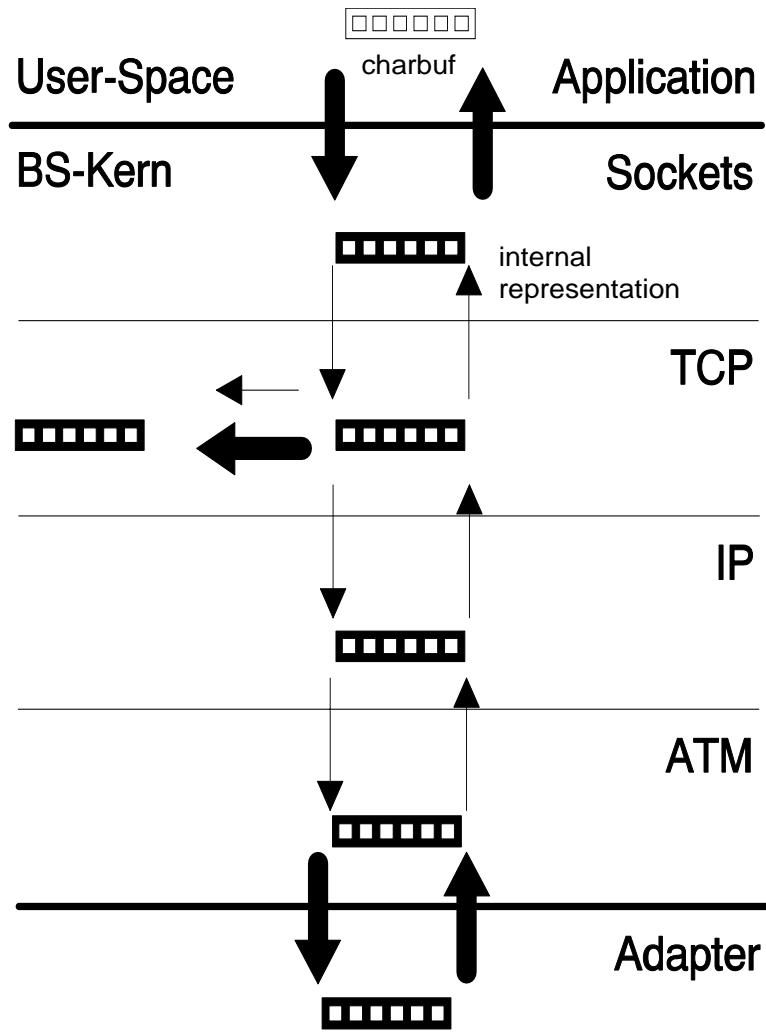 charbuf
User-Space
Application
BS-Kern
Sockets
internal
representation
TCP
IP
ATM
Adapter